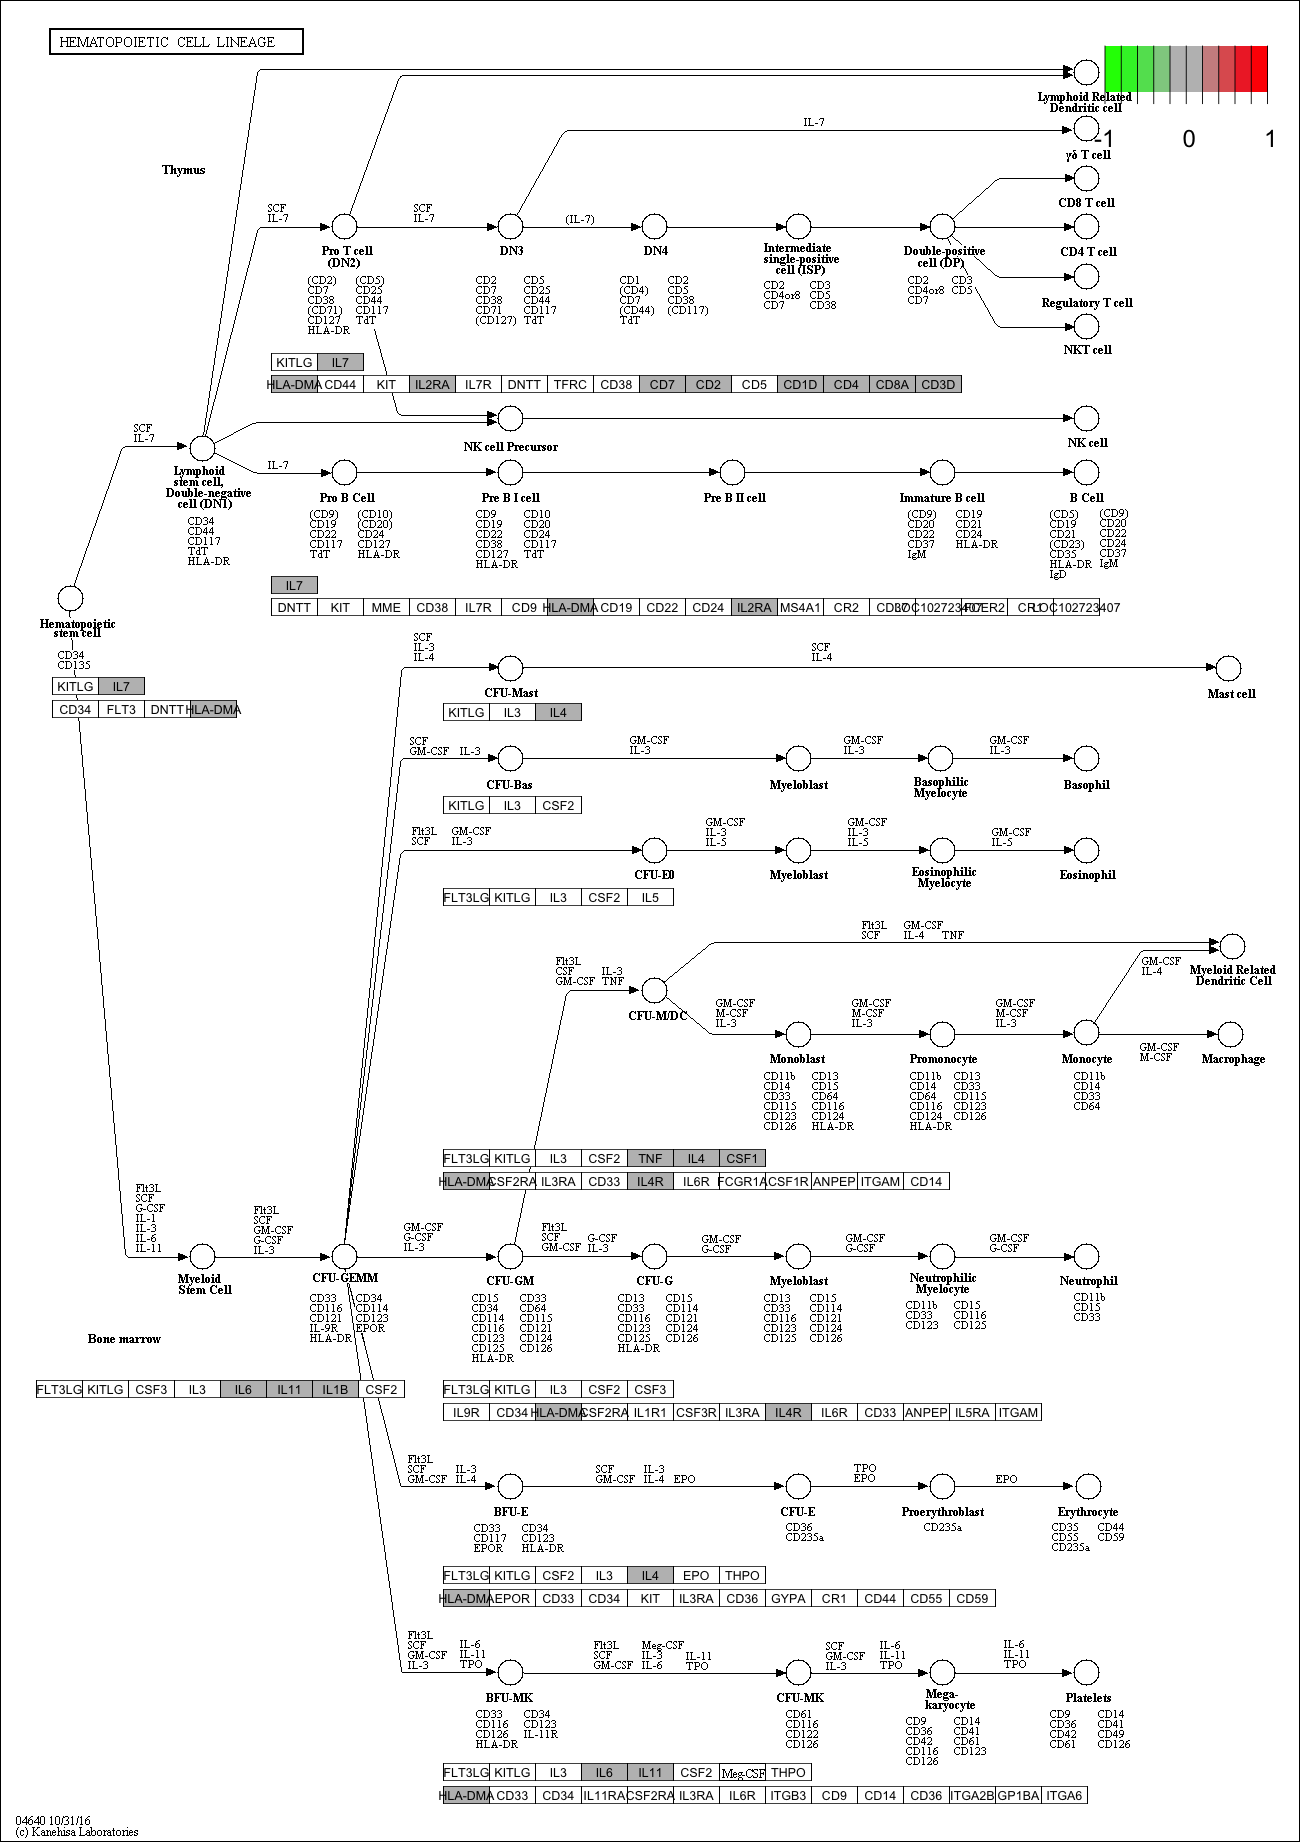 HEMATOPOIETIC CELL LINEAGE
-1 0 1
Lymphoid Related
Dendritic cell
IL-7
γδ T cell
Thymus
CD8 T cell
SCF
IL-7
SCF
IL-7
(IL-7)
Pro T cell
(DN2)
DN3
DN4
Intermediate
single-positive
cell (ISP)
Double-positive
cell (DP)
CD4 T cell
Regulatory T cell
NKT cell
(CD2) (CD5)
CD7 CD25
CD38 CD44
(CD71) CD117
CD127 TdT
HLA-DR
CD2 CD5
CD7 CD25
CD38 CD44
CD71 CD117
(CD127) TdT
CD1 CD2
(CD4) CD5
CD7 CD38
(CD44) (CD117)
TdT
CD2 CD3
CD4or8 CD5
CD7 CD38
CD2 CD3
CD4or8 CD5
CD7
KITLG IL7
HLA-DMA CD44 KIT IL2RA IL7R DNTT TFRC CD38 CD7 CD2 CD5 CD1D CD4 CD8A CD3D
SCF
IL-7
NK cell Precursor
NK cell
IL-7
Lymphoid
stem cell,
Double-negative
cell (DN1)
CD34
CD44
CD117
TdT
HLA-DR
Pro B Cell
Pre B I cell
Pre B II cell
Immature B cell
B Cell
(CD9) (CD10)
CD19 (CD20)
CD22 CD24
CD117 CD127
TdT HLA-DR
CD9 CD10
CD19 CD20
CD22 CD24
CD38 CD117
CD127 TdT
HLA-DR
(CD9) CD19
CD20 CD21
CD22 CD24
CD37 HLA-DR
IgM
(CD5) (CD9)
CD19 CD20
CD21 CD22
(CD23) CD24
CD35 CD37
HLA-DR IgM
IgD
IL7
DNTT KIT MME CD38 IL7R CD9 HLA-DMA CD19 CD22 CD24 IL2RA MS4A1 CR2 CD37 LOC102723407 FCER2 CR1 LOC102723407
Hematopoietic
stem cell
CD34
CD135
KITLG IL7
CD34 FLT3 DNTT HLA-DMA
SCF
IL-3
IL-4
SCF
IL-4
CFU-Mast
Mast cell
KITLG IL3 IL4
SCF
GM-CSF IL-3
GM-CSF
IL-3
GM-CSF
IL-3
GM-CSF
IL-3
CFU-Bas
Myeloblast
Basophilic
Myelocyte
Basophil
KITLG IL3 CSF2
Flt3L GM-CSF
SCF IL-3
GM-CSF
IL-3
IL-5
GM-CSF
IL-3
IL-5
GM-CSF
IL-5
CFU-E0
Myeloblast
Eosinophilic
Myelocyte
Eosinophil
FLT3LG KITLG IL3 CSF2 IL5
Flt3L GM-CSF
SCF IL-4 TNF
Flt3L
CSF IL-3
GM-CSF TNF
GM-CSF
IL-4
Myeloid Related
Dendritic Cell
CFU-M/DC
GM-CSF
M-CSF
IL-3
GM-CSF
M-CSF
IL-3
GM-CSF
M-CSF
IL-3
GM-CSF
M-CSF
Monoblast
Promonocyte
Monocyte
Macrophage
CD11b CD13
CD14 CD15
CD33 CD64
CD115 CD116
CD123 CD124
CD126 HLA-DR
CD11b CD13
CD14 CD33
CD64 CD115
CD116 CD123
CD124 CD126
HLA-DR
CD11b
CD14
CD33
CD64
FLT3LG KITLG IL3 CSF2 TNF IL4 CSF1
HLA-DMA CSF2RA IL3RA CD33 IL4R IL6R FCGR1A CSF1R ANPEP ITGAM CD14
Flt3L
SCF
G-CSF
IL-1
IL-3
IL-6
IL-11
Flt3L
SCF
GM-CSF
G-CSF
IL-3
GM-CSF
G-CSF
IL-3
Flt3L
SCF G-CSF
GM-CSF IL-3
GM-CSF
G-CSF
GM-CSF
G-CSF
GM-CSF
G-CSF
Myeloid
Stem Cell
CFU-GEMM
CFU-GM
CFU-G
Myeloblast
Neutrophilic
Myelocyte
Neutrophil
CD33 CD34
CD116 CD114
CD121 CD123
IL-9R EPOR
HLA-DR
CD15 CD33
CD34 CD64
CD114 CD115
CD116 CD121
CD123 CD124
CD125 CD126
HLA-DR
CD13 CD15
CD33 CD114
CD116 CD121
CD123 CD124
CD125 CD126
HLA-DR
CD13 CD15
CD33 CD114
CD116 CD121
CD123 CD124
CD125 CD126
CD11b CD15
CD33 CD116
CD123 CD125
CD11b
CD15
CD33
Bone marrow
FLT3LG KITLG CSF3 IL3 IL6 IL11 IL1B CSF2
FLT3LG KITLG IL3 CSF2 CSF3
IL9R CD34 HLA-DMA CSF2RA IL1R1 CSF3R IL3RA IL4R IL6R CD33 ANPEP IL5RA ITGAM
Flt3L
SCF IL-3
GM-CSF IL-4
SCF IL-3
GM-CSF IL-4 EPO
TPO
EPO
EPO
BFU-E
CFU-E
Proerythroblast
Erythrocyte
CD33 CD34
CD117 CD123
EPOR HLA-DR
CD36
CD235a
CD235a
CD35 CD44
CD55 CD59
CD235a
FLT3LG KITLG CSF2 IL3 IL4 EPO THPO
HLA-DMA EPOR CD33 CD34 KIT IL3RA CD36 GYPA CR1 CD44 CD55 CD59
Flt3L
SCF IL-6
GM-CSF IL-11
IL-3 TPO
Flt3L Meg-CSF
SCF IL-3 IL-11
GM-CSF IL-6 TPO
SCF IL-6
GM-CSF IL-11
IL-3 TPO
IL-6
IL-11
TPO
BFU-MK
CFU-MK
Mega-
karyocyte
Platelets
CD33 CD34
CD116 CD123
CD126 IL-11R
HLA-DR
CD61
CD116
CD122
CD126
CD9 CD14
CD36 CD41
CD42 CD61
CD116 CD123
CD126
CD9 CD14
CD36 CD41
CD42 CD49
CD61 CD126
FLT3LG KITLG IL3 IL6 IL11 CSF2 Meg-CSF THPO
HLA-DMA CD33 CD34 IL11RA CSF2RA IL3RA IL6R ITGB3 CD9 CD14 CD36 ITGA2B GP1BA ITGA6
04640 10/31/16
(c) Kanehisa Laboratories